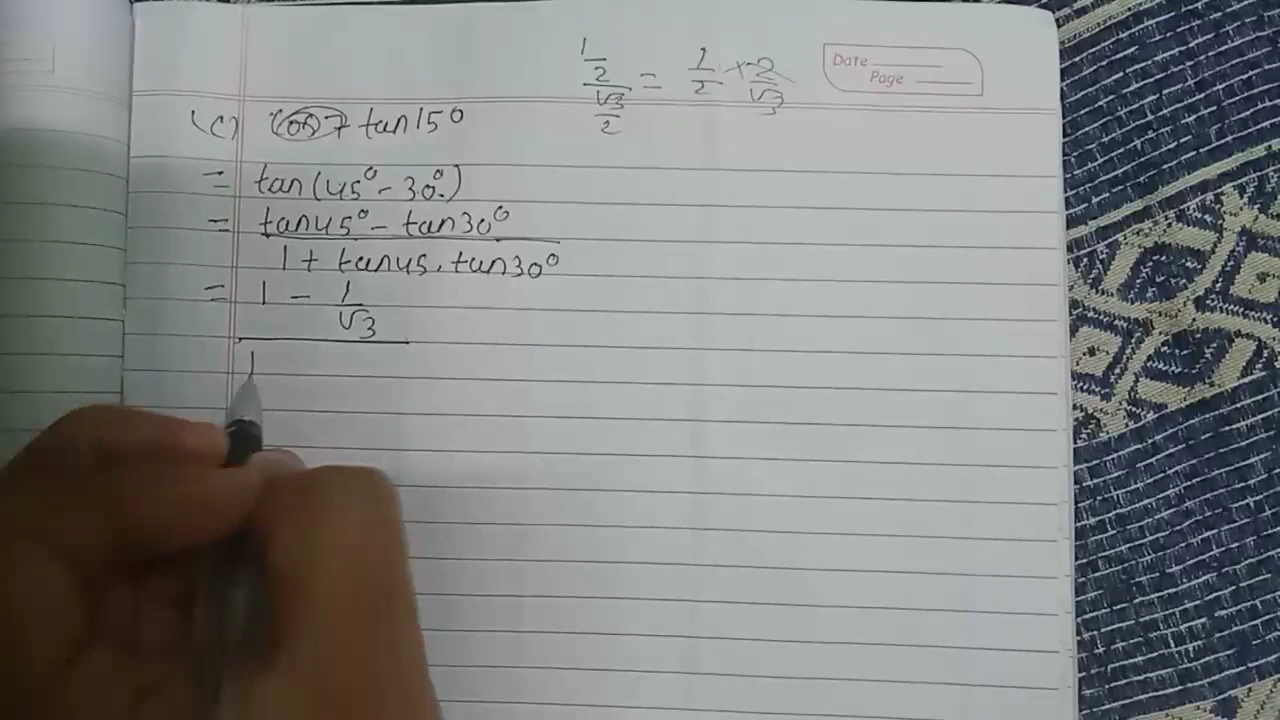 1/2 / √3/2 = 1/2 × 2/√3
Date
Page
(c) tan15°
= tan(45° - 30°)
= tan45° - tan30°
1 + tan45. tan30°
= 1 - 1/√3
1